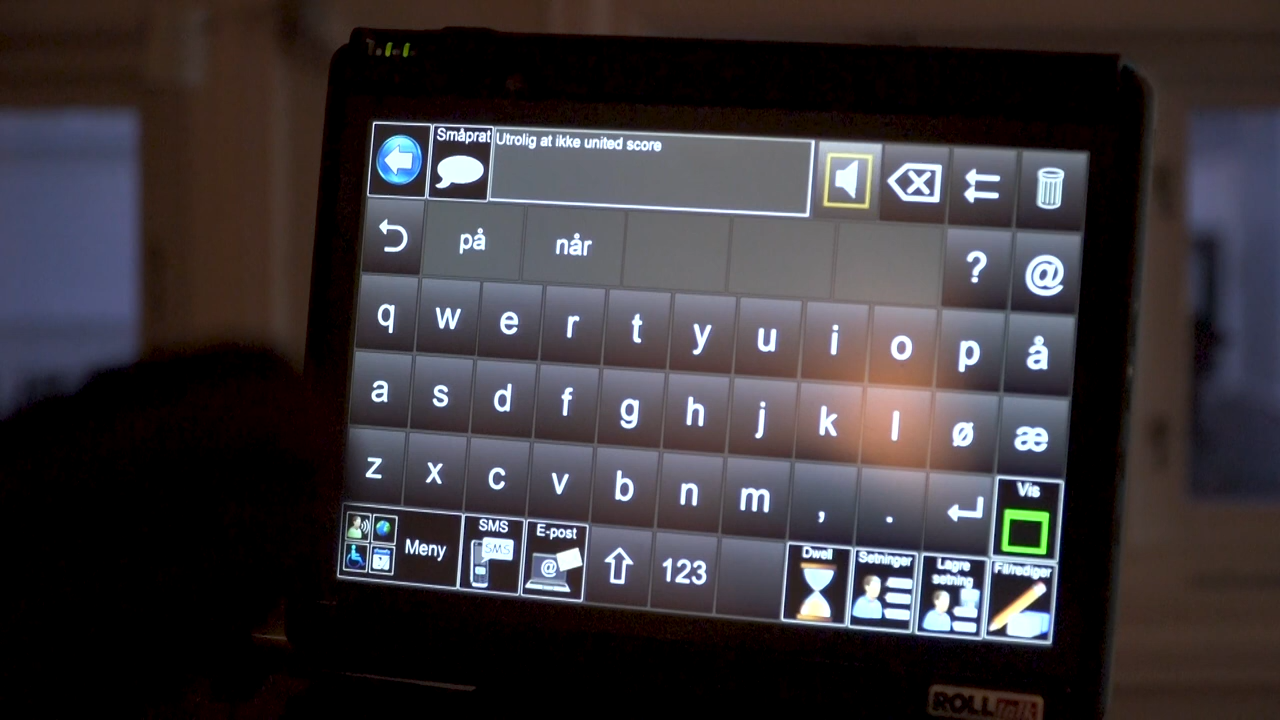 Småprat
Utrolig at ikke united score
på når
? @
q w e r t y u i o p å
a s d f g h j k l ø æ
z x c v b n m , .
Vis
Meny
SMS
SMS
E-post
@
123
Dwell
Setninger
Lagre
setning
Fil/rediger
ROLLtalk